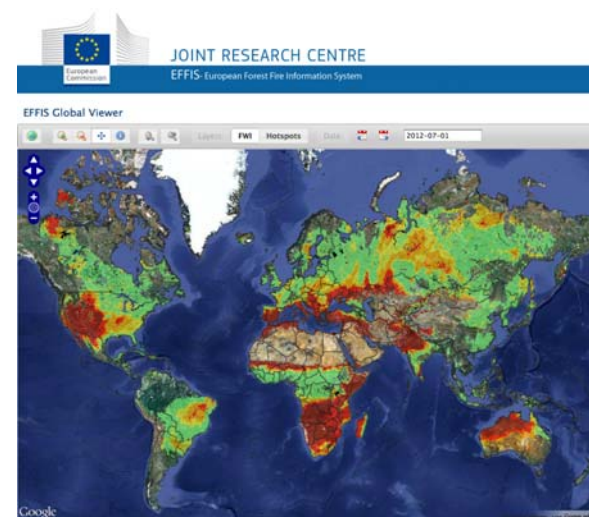 European
Commission
JOINT RESEARCH CENTRE
EFFIS- European Forest Fire Information System
EFFIS Global Viewer
Layers: FWI Hotspots Date: 2012-07-01
Google